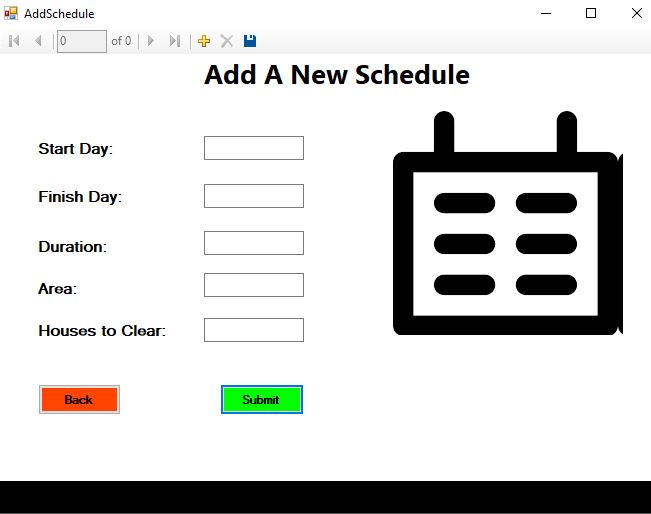 AddSchedule
0 of 0
Add A New Schedule
Start Day:
Finish Day:
Duration:
Area:
Houses to Clear:
Back Submit